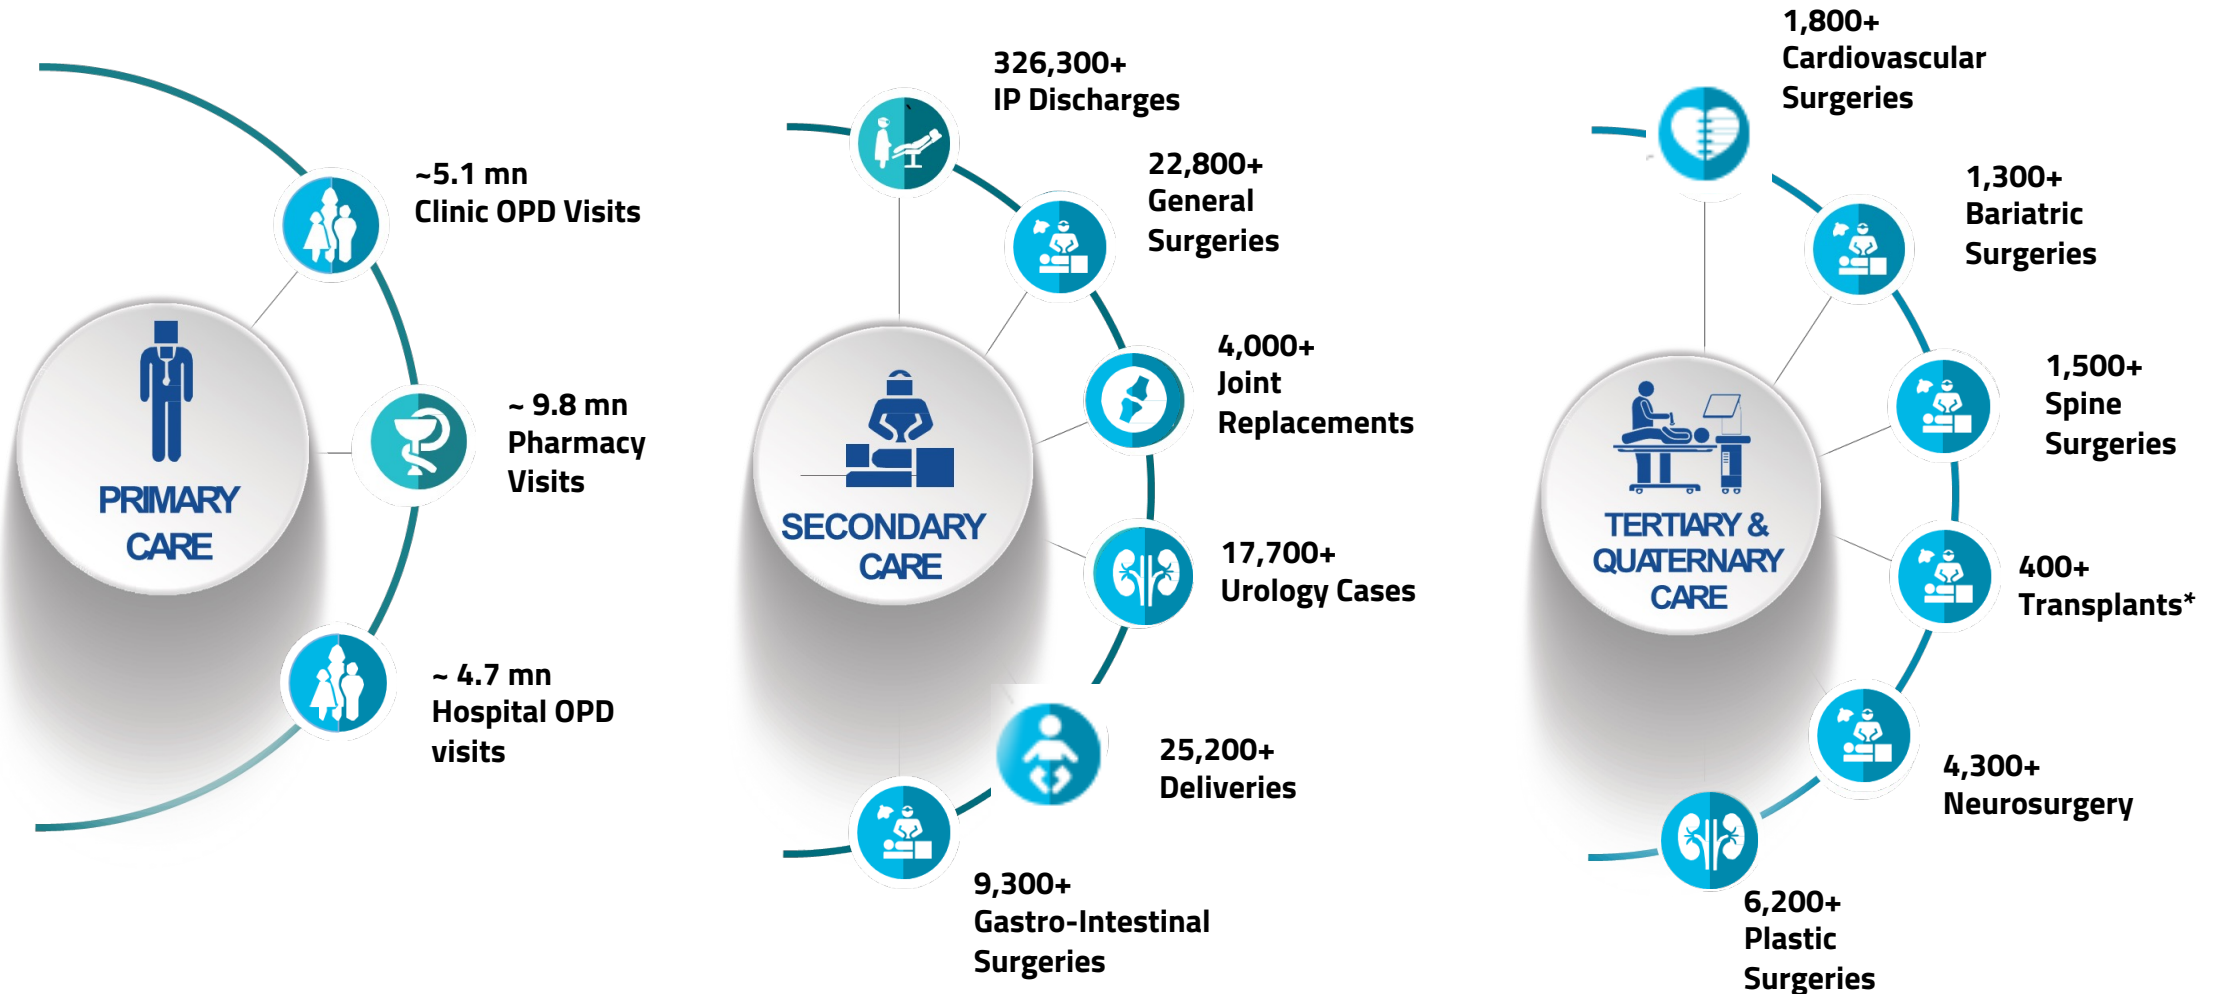 ~5.1 mn
Clinic OPD Visits
~ 9.8 mn
Pharmacy
Visits
~ 4.7 mn
Hospital OPD
visits
PRIMARY
CARE
326,300+
IP Discharges
22,800+
General
Surgeries
4,000+
Joint
Replacements
17,700+
Urology Cases
25,200+
Deliveries
9,300+
Gastro-Intestinal
Surgeries
SECONDARY
CARE
1,800+
Cardiovascular
Surgeries
1,300+
Bariatric
Surgeries
1,500+
Spine
Surgeries
400+
Transplants*
4,300+
Neurosurgery
6,200+
Plastic
Surgeries
TERTIARY &
QUATERNARY
CARE